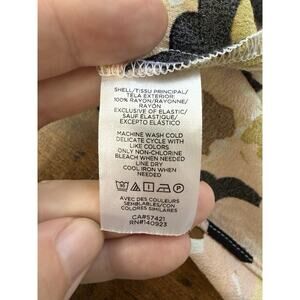 SHELL/TISSU PRINCIPAL/
TELA EXTERIOR:
100% RAYON/RAYONNE/
RAYON
EXCLUSIVE OF ELASTIC/
SAUF ÉLASTIQUE/
EXCEPTO ELÁSTICO
MACHINE WASH COLD
DELICATE CYCLE WITH
LIKE COLORS
ONLY NON-CHLORINE
BLEACH WHEN NEEDED
LINE DRY
COOL IRON WHEN
NEEDED
AVEC DES COULEURS
SEMBLABLES/CON
COLORES SIMILARES
CA#57421
RN#140923